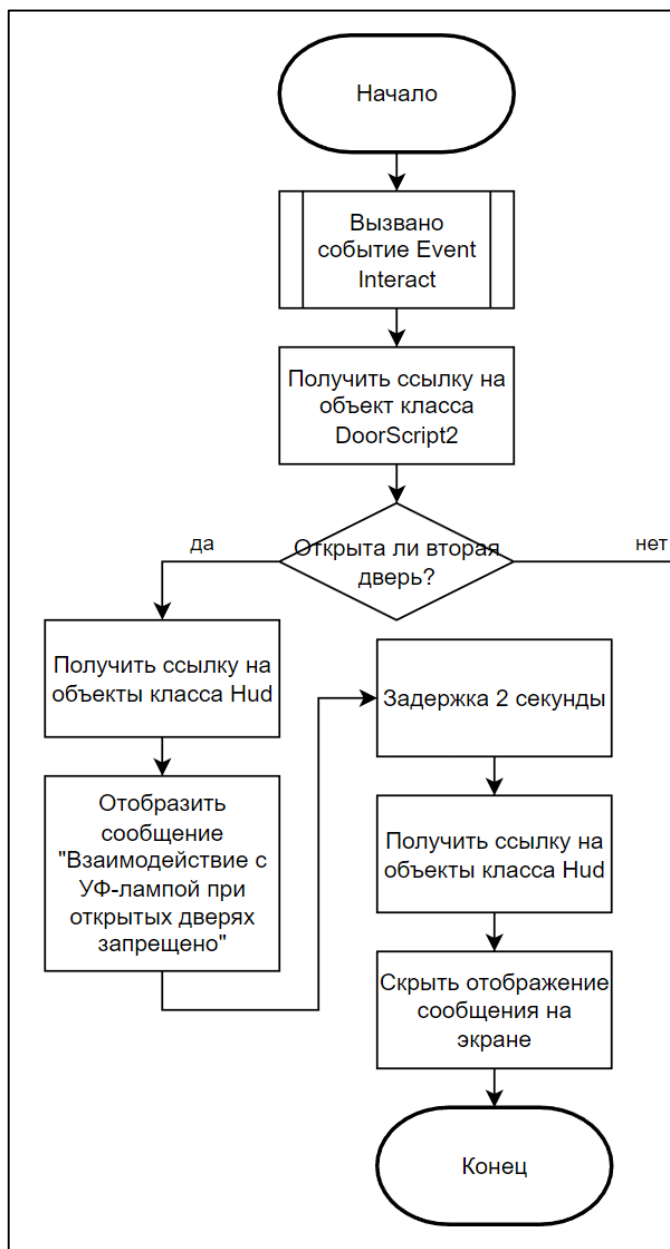 Начало
Вызвано
событие Event
Interact
Получить ссылку на
объект класса
DoorScript2
Открыта ли вторая
дверь?
да
нет
Получить ссылку на
объекты класса Hud
Отобразить
сообщение
"Взаимодействие с
УФ-лампой при
открытых дверях
запрещено"
Задержка 2 секунды
Получить ссылку на
объекты класса Hud
Скрыть отображение
сообщения на
экране
Конец